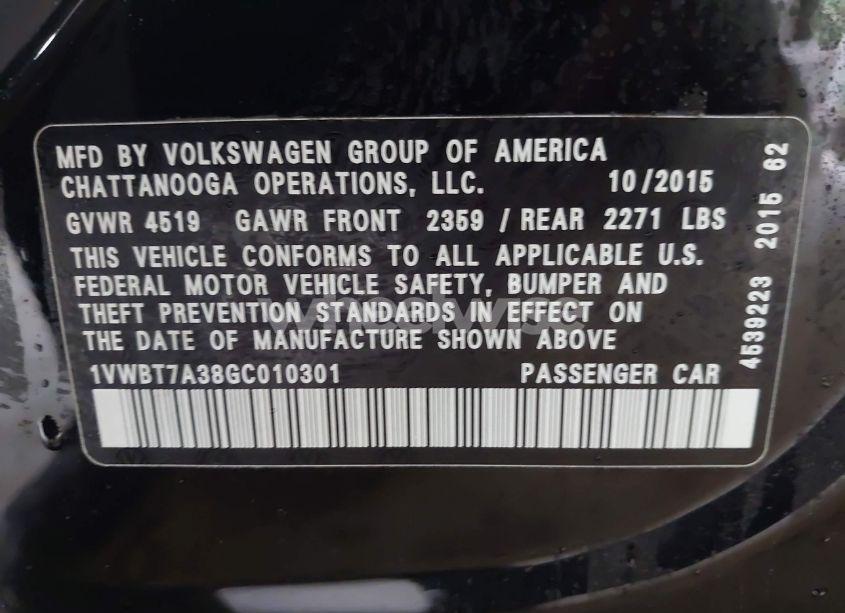 MFD BY VOLKSWAGEN GROUP OF AMERICA
CHATTANOOGA OPERATIONS, LLC. 10/2015
GVWR 4519 GAWR FRONT 2359 / REAR 2271 LBS
THIS VEHICLE CONFORMS TO ALL APPLICABLE U.S.
FEDERAL MOTOR VEHICLE SAFETY, BUMPER AND
THEFT PREVENTION STANDARDS IN EFFECT ON
THE DATE OF MANUFACTURE SHOWN ABOVE
1VWBT7A38GC010301 PASSENGER CAR
4539223 2015 62